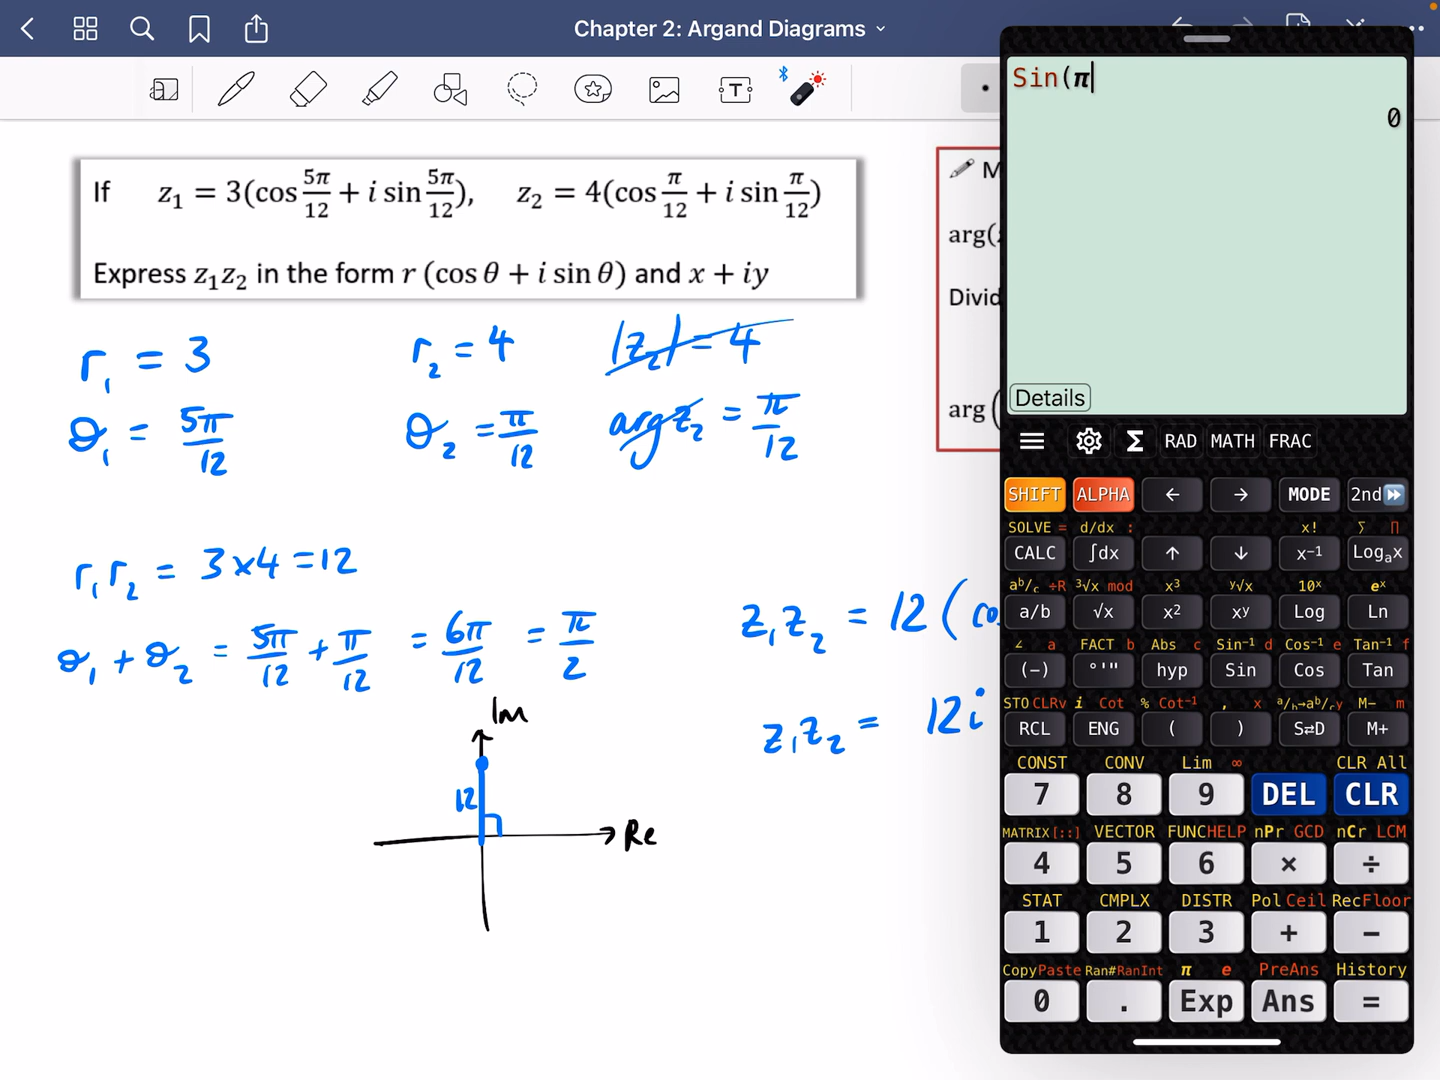 Chapter 2: Argand Diagrams
If z₁ = 3(cos 5π/12 + i sin 5π/12), z₂ = 4(cos π/12 + i sin π/12)
Express z₁z₂ in the form r (cos θ + i sin θ) and x + iy
r₁ = 3 r₂ = 4 |z₂| = 4
θ₁ = 5π/12 θ₂ = π/12 arg z₂ = π/12
r₁r₂ = 3 × 4 = 12
θ₁ + θ₂ = 5π/12 + π/12 = 6π/12 = π/2
Im
12
Re
z₁z₂ = 12 (cos
z₁z₂ = 12i
M
arg(
Divid
arg (
Sin(π
0
Details
RAD MATH FRAC
SHIFT ALPHA ← → MODE 2nd
SOLVE = d/dx : x! ∑ ∏
CALC ∫dx ↑ ↓ x⁻¹ Logₐx
aᵇ/c ÷R ³√x mod x³ ʸ√x 10ˣ eˣ
a/b √x x² xʸ Log Ln
∠ a FACT b Abs c Sin⁻¹ d Cos⁻¹ e Tan⁻¹ f
(−) °'" hyp Sin Cos Tan
STO CLRv i Cot % Cot⁻¹ , x a/b→aᵇ/c y M− m
RCL ENG ( ) S⇄D M+
CONST CONV Lim ∞ CLR All
7 8 9 DEL CLR
MATRIX[::] VECTOR FUNC HELP nPr GCD nCr LCM
4 5 6 × ÷
STAT CMPLX DISTR Pol Ceil Rec Floor
1 2 3 + −
Copy Paste Ran# RanInt π e PreAns History
0 . Exp Ans =